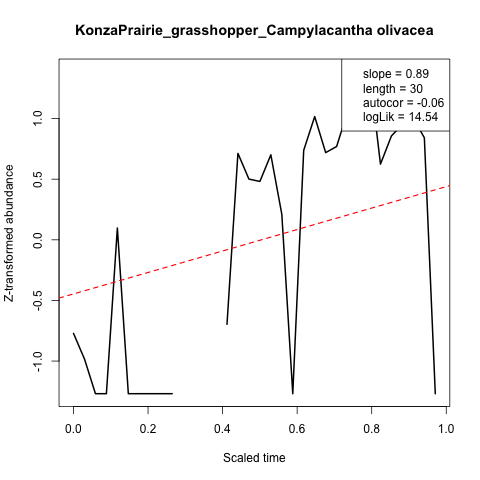 KonzaPrairie_grasshopper_Campylacantha olivacea
slope = 0.89
length = 30
autocor = -0.06
logLik = 14.54
Z-transformed abundance
1.0
0.5
0.0
-0.5
-1.0
0.0 0.2 0.4 0.6 0.8 1.0
Scaled time